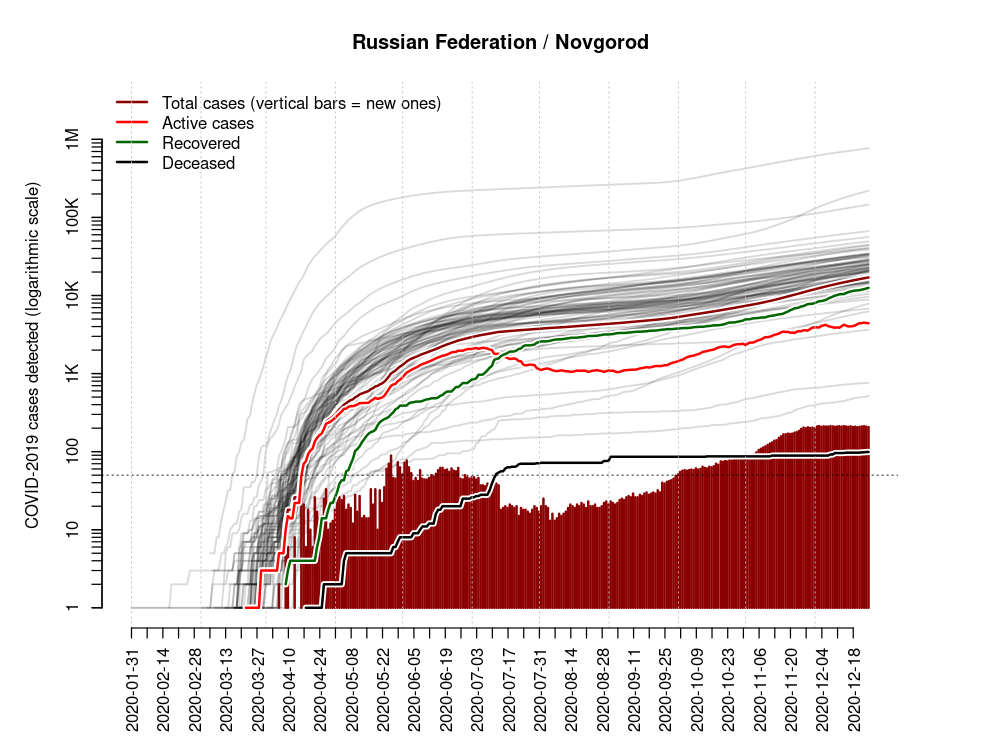 Russian Federation / Novgorod
Total cases (vertical bars = new ones)
Active cases
Recovered
Deceased
COVID-2019 cases detected (logarithmic scale)
1M
100K
10K
1K
100
10
1
2020-01-31
2020-02-14
2020-02-28
2020-03-13
2020-03-27
2020-04-10
2020-04-24
2020-05-08
2020-05-22
2020-06-05
2020-06-19
2020-07-03
2020-07-17
2020-07-31
2020-08-14
2020-08-28
2020-09-11
2020-09-25
2020-10-09
2020-10-23
2020-11-06
2020-11-20
2020-12-04
2020-12-18